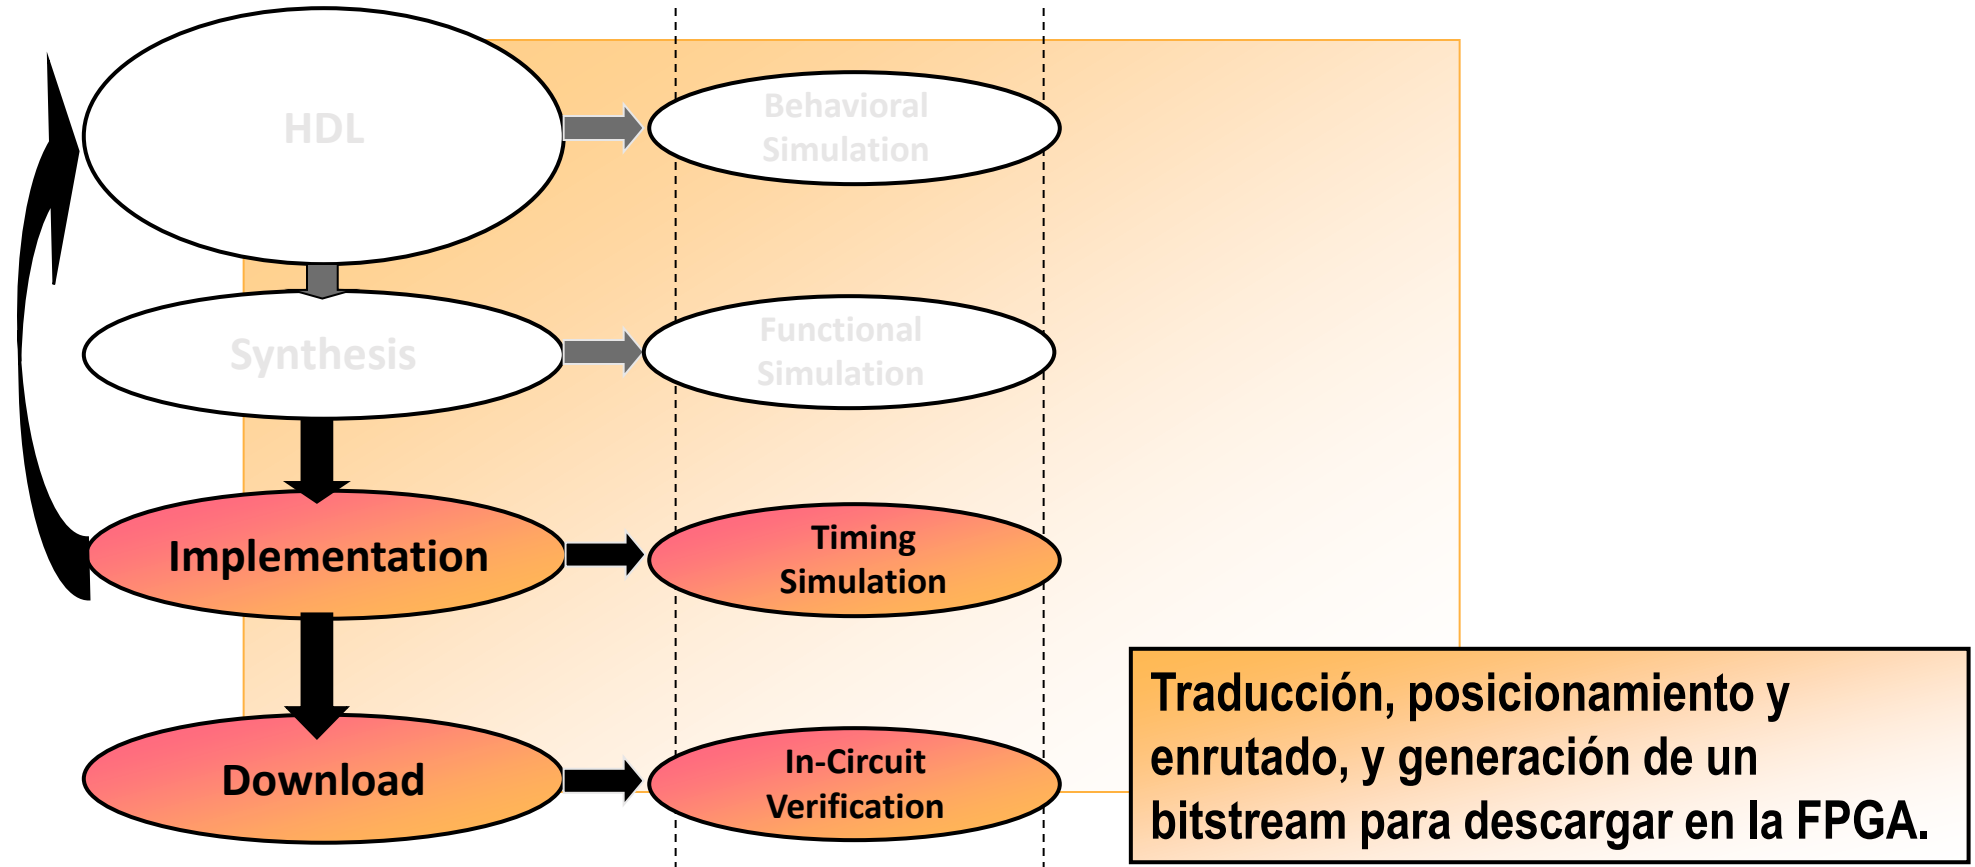 HDL
Behavioral
Simulation
Synthesis
Functional
Simulation
Implementation
Timing
Simulation
Download
In-Circuit
Verification
Traducción, posicionamiento y
enrutado, y generación de un
bitstream para descargar en la FPGA.